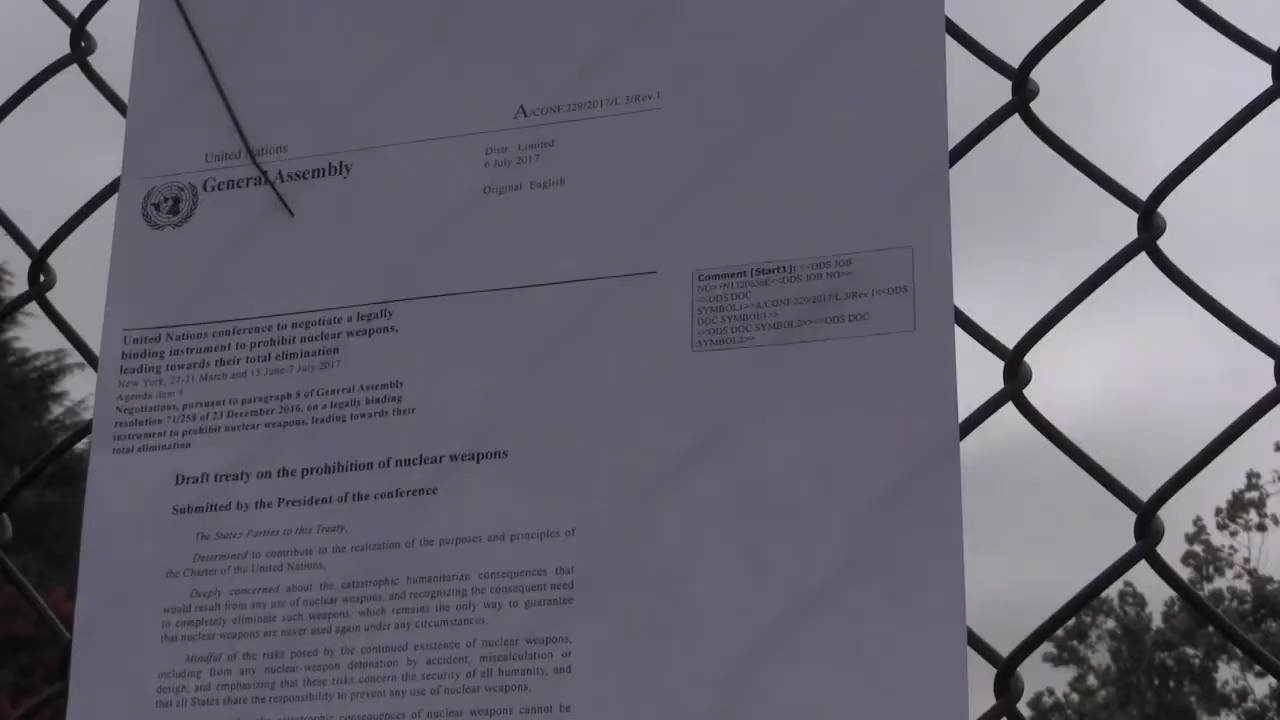 A/CONF.229/2017/L.3/Rev.1
United Nations
General Assembly
Distr.: Limited
6 July 2017
Original: English
Comment [Start1]: <<ODS JOB
NO>>N1720636E<<ODS JOB NO>>
<<ODS DOC
SYMBOL1>>A/CONF.229/2017/L.3/Rev.1<<ODS
DOC SYMBOL1>>
<<ODS DOC SYMBOL2>><<ODS DOC
SYMBOL2>>
United Nations conference to negotiate a legally
binding instrument to prohibit nuclear weapons,
leading towards their total elimination
New York, 27-31 March and 15 June-7 July 2017
Agenda item 9
Negotiations, pursuant to paragraph 8 of General Assembly
resolution 71/258 of 23 December 2016, on a legally binding
instrument to prohibit nuclear weapons, leading towards their
total elimination
Draft treaty on the prohibition of nuclear weapons
Submitted by the President of the conference
The States Parties to this Treaty,
Determined to contribute to the realization of the purposes and principles of
the Charter of the United Nations,
Deeply concerned about the catastrophic humanitarian consequences that
would result from any use of nuclear weapons, and recognizing the consequent need
to completely eliminate such weapons, which remains the only way to guarantee
that nuclear weapons are never used again under any circumstances,
Mindful of the risks posed by the continued existence of nuclear weapons,
including from any nuclear-weapon detonation by accident, miscalculation or
design, and emphasizing that these risks concern the security of all humanity, and
that all States share the responsibility to prevent any use of nuclear weapons,
the catastrophic consequences of nuclear weapons cannot be